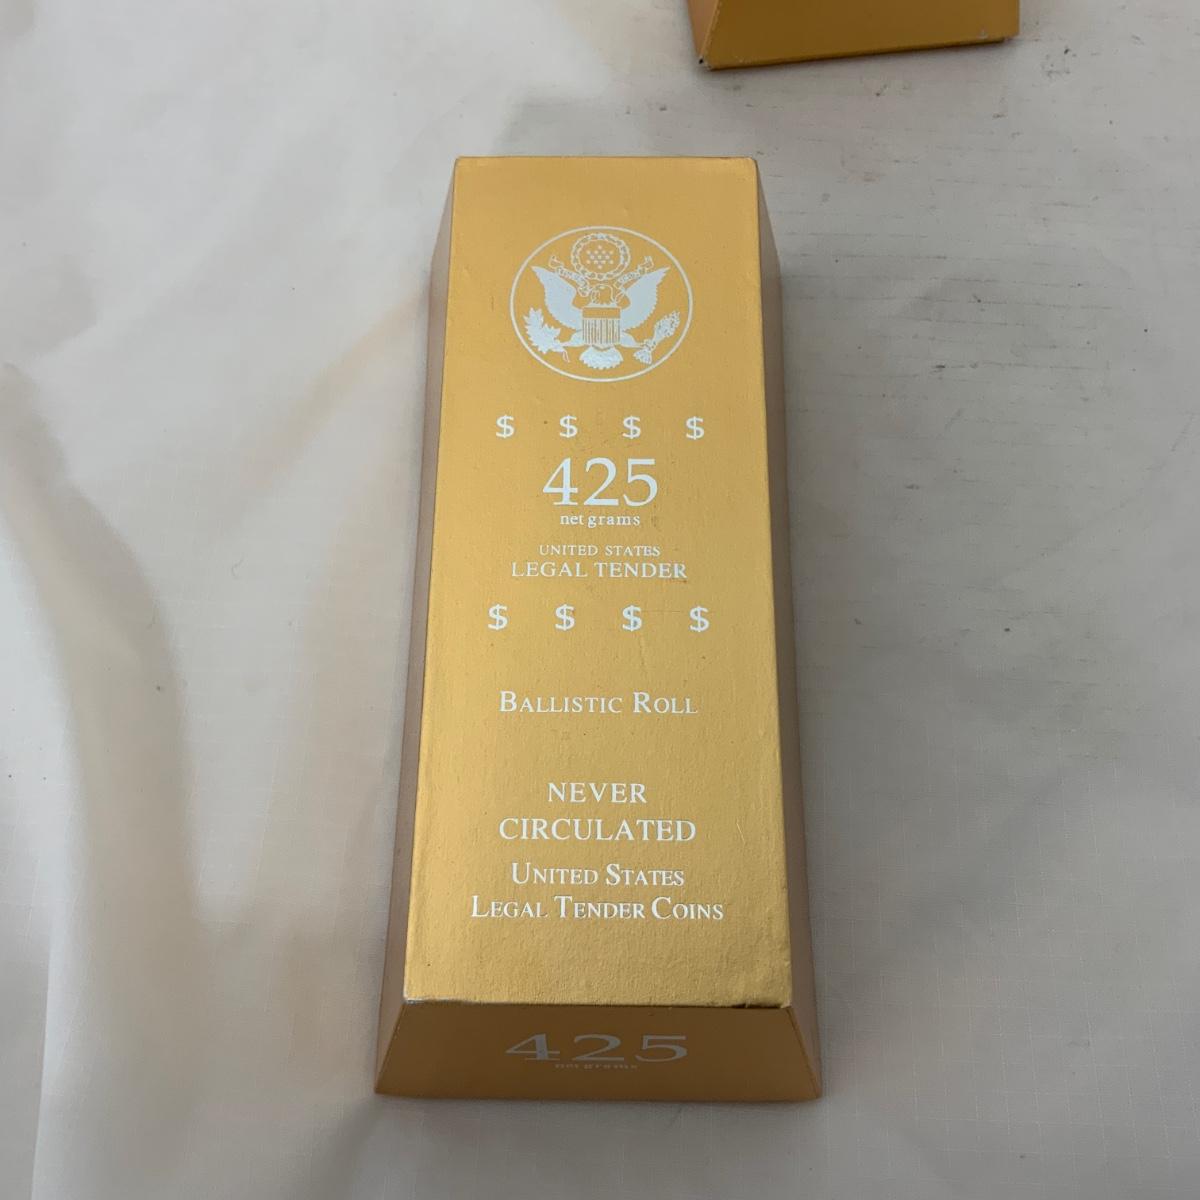 $ $ $ $
425
net grams
UNITED STATES
LEGAL TENDER
$ $ $ $
BALLISTIC ROLL
NEVER
CIRCULATED
UNITED STATES
LEGAL TENDER COINS
425
net grams